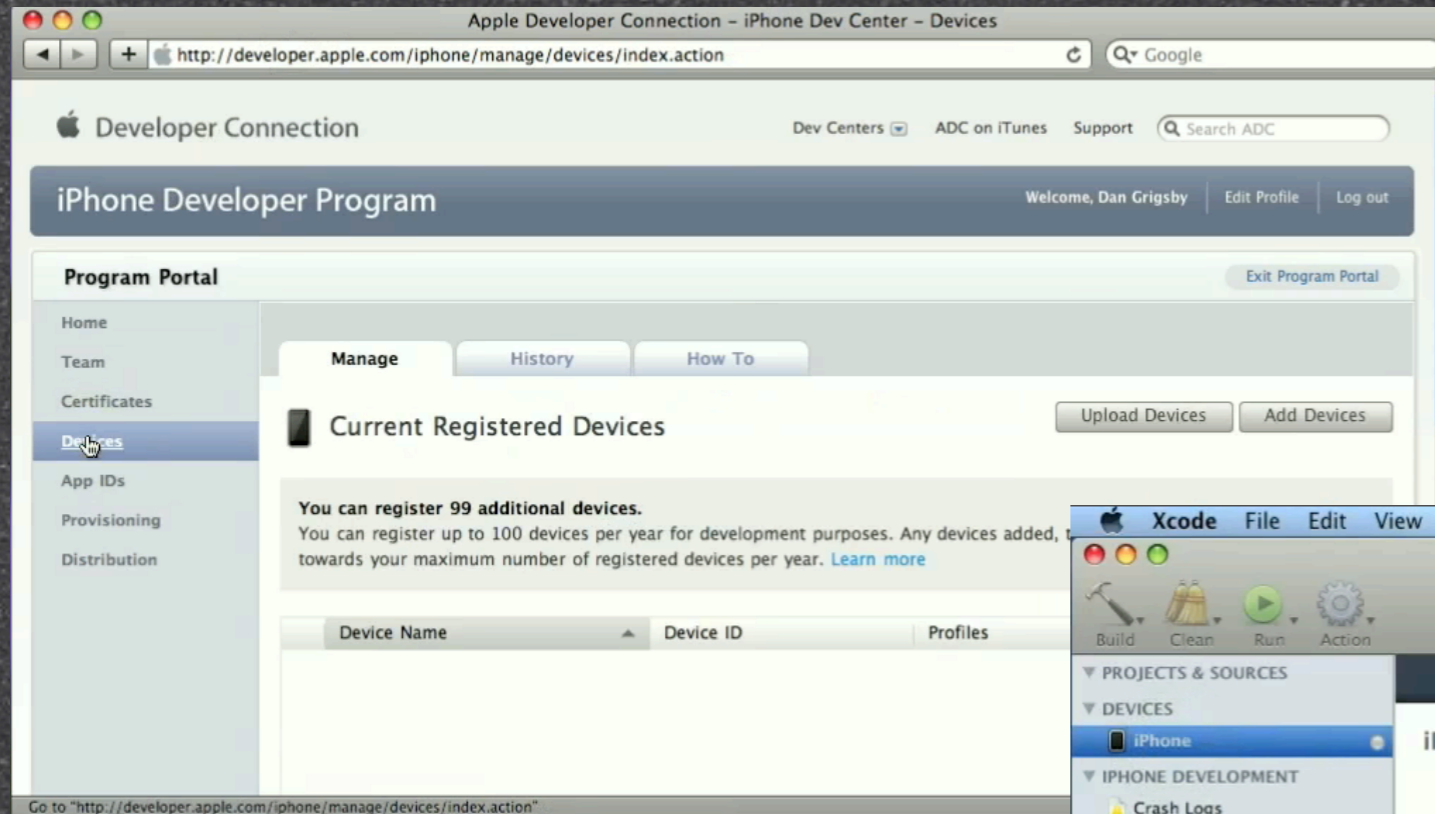 Apple Developer Connection – iPhone Dev Center – Devices
http://developer.apple.com/iphone/manage/devices/index.action
Google
Developer Connection
Dev Centers ADC on iTunes Support Search ADC
iPhone Developer Program
Welcome, Dan Grigsby Edit Profile Log out
Program Portal
Exit Program Portal
Home
Team
Certificates
Devices
App IDs
Provisioning
Distribution
Manage History How To
Current Registered Devices
Upload Devices Add Devices
You can register 99 additional devices.
You can register up to 100 devices per year for development purposes. Any devices added,
towards your maximum number of registered devices per year. Learn more
Device Name Device ID Profiles
Go to "http://developer.apple.com/iphone/manage/devices/index.action"
Xcode File Edit View
Build Clean Run Action
PROJECTS & SOURCES
DEVICES
iPhone
IPHONE DEVELOPMENT
Crash Logs